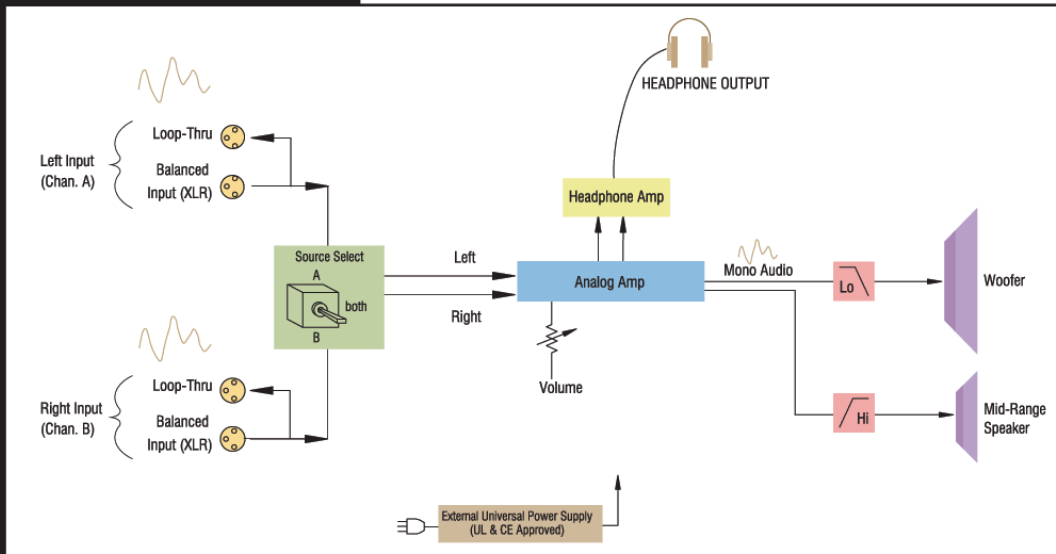 HEADPHONE OUTPUT
Loop-Thru
Left Input
(Chan. A)
Balanced
Input (XLR)
Headphone Amp
Source Select
A
both
B
Left
Right
Analog Amp
Mono Audio
Lo
Woofer
Volume
Loop-Thru
Right Input
(Chan. B)
Balanced
Input (XLR)
Hi
Mid-Range
Speaker
External Universal Power Supply
(UL & CE Approved)